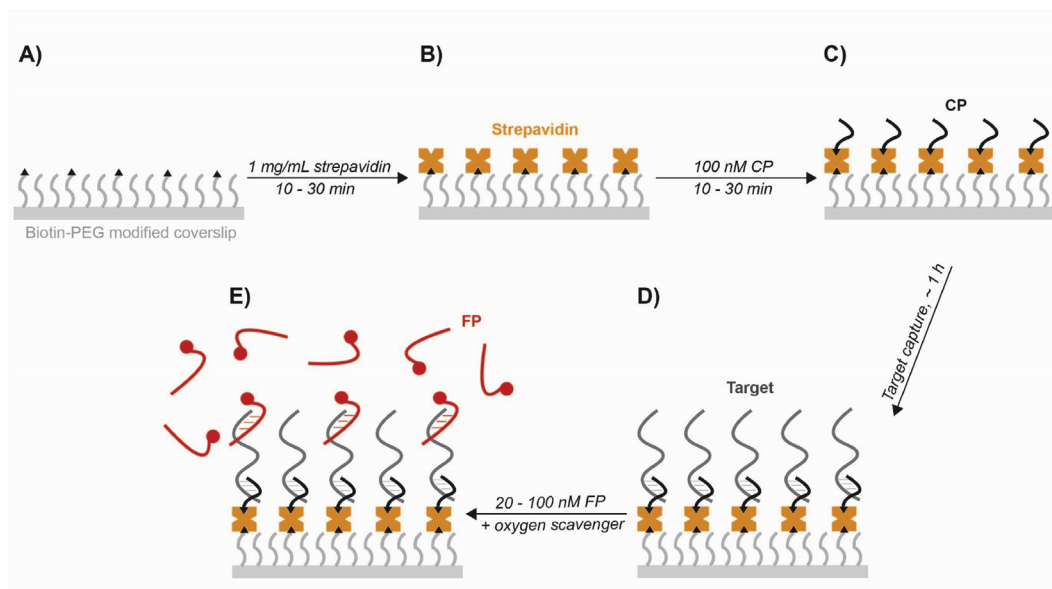 A)
B)
C)
CP
Strepavidin
1 mg/mL strepavidin
10 - 30 min
100 nM CP
10 - 30 min
Biotin-PEG modified coverslip
Target capture, ~ 1 h
E)
D)
FP
Target
20 - 100 nM FP
+ oxygen scavenger